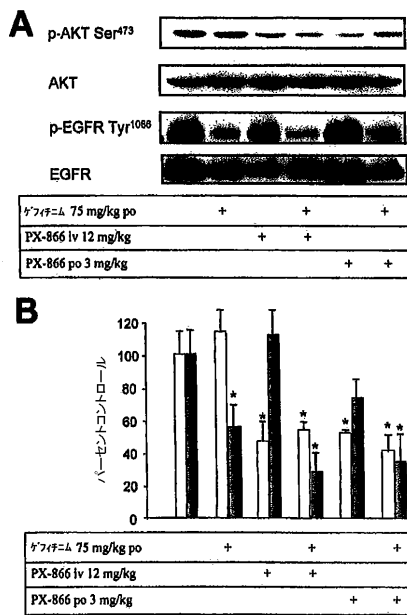 A
p-AKT Ser473
AKT
p-EGFR Tyr1066
EGFR
ゲフィチニム 75 mg/kg po + + +
PX-866 iv 12 mg/kg + +
PX-866 po 3 mg/kg + +
B
パーセントコントロール
120
100
80
60
40
20
0
* * * * * * *
ゲフィチニム 75 mg/kg po + + +
PX-866 iv 12 mg/kg + +
PX-866 po 3 mg/kg + +